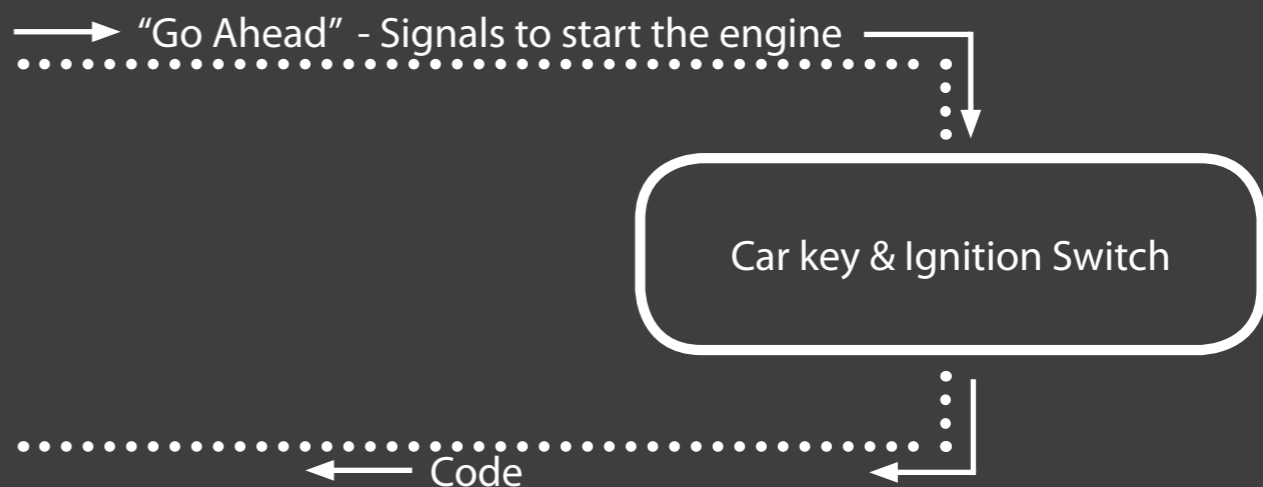 “Go Ahead” - Signals to start the engine
Car key & Ignition Switch
Code